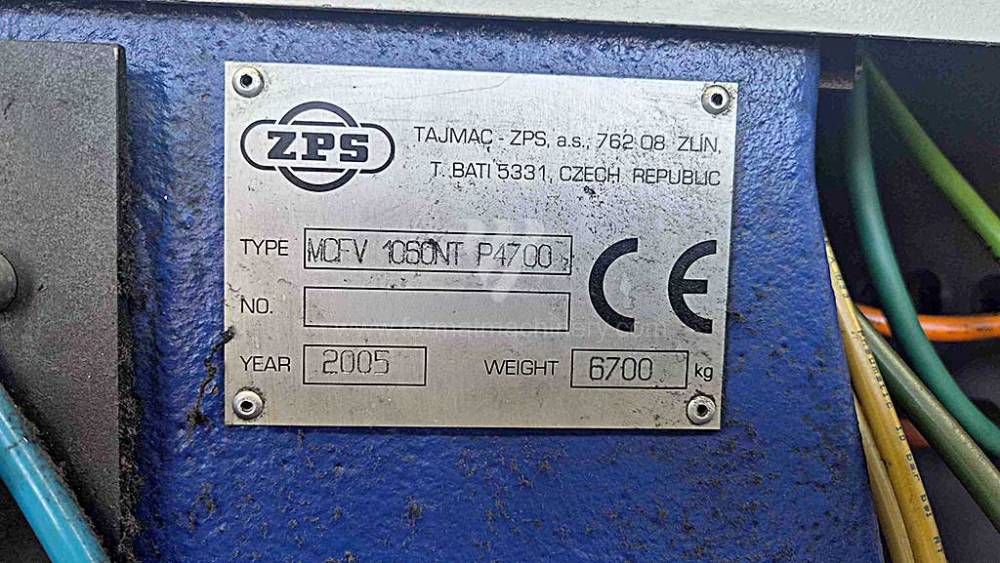 ZPS
TAJMAC - ZPS, a.s., 762 08 ZLÍN,
T. BATI 5331, CZECH REPUBLIC
TYPE MCFV 1060NT P4700
NO.
YEAR 2005 WEIGHT 6700 kg
CE